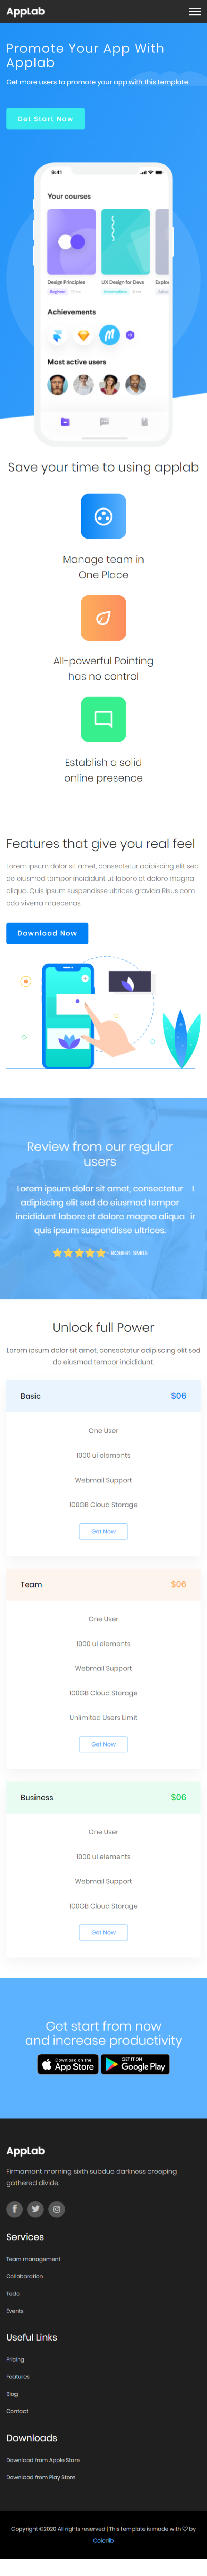 AppLab
Promote Your App With
Applab
Get more users to promote your app with this template
Get Start Now
9:41
Your courses
Design Principles
UX Design for Devs
Explor
Beginner
Intermediate
Achievements
Most active users
Save your time to using applab
Manage team in
One Place
All-powerful Pointing
has no control
Establish a solid
online presence
Features that give you real feel
Lorem ipsum dolor sit amet, consectetur adipiscing elit sed
do eiusmod tempor incididunt ut labore et dolore magna
aliqua. Quis ipsum suspendisse ultrices gravida Risus com
odo viverra maecenas.
Download Now
Review from our regular
users
Lorem ipsum dolor sit amet, consectetur
adipiscing elit sed do eiusmod tempor
incididunt labore et dolore magna aliqua
quis ipsum suspendisse ultrices.
- ROBERT SMILE
Unlock full Power
Lorem ipsum dolor sit amet, consectetur adipiscing elit sed
do eiusmod tempor incididunt.
Basic $06
One User
1000 ui elements
Webmail Support
100GB Cloud Storage
Get Now
Team $06
One User
1000 ui elements
Webmail Support
100GB Cloud Storage
Unlimited Users Limit
Get Now
Business $06
One User
1000 ui elements
Webmail Support
100GB Cloud Storage
Get Now
Get start from now
and increase productivity
Download on the
App Store
GET IT ON
Google Play
AppLab
Firmament morning sixth subdue darkness creeping
gathered divide.
Services
Team management
Collaboration
Todo
Events
Useful Links
Pricing
Features
Blog
Contact
Downloads
Download from Apple Store
Download from Play Store
Copyright ©2020 All rights reserved | This template is made with ♡ by
Colorlib